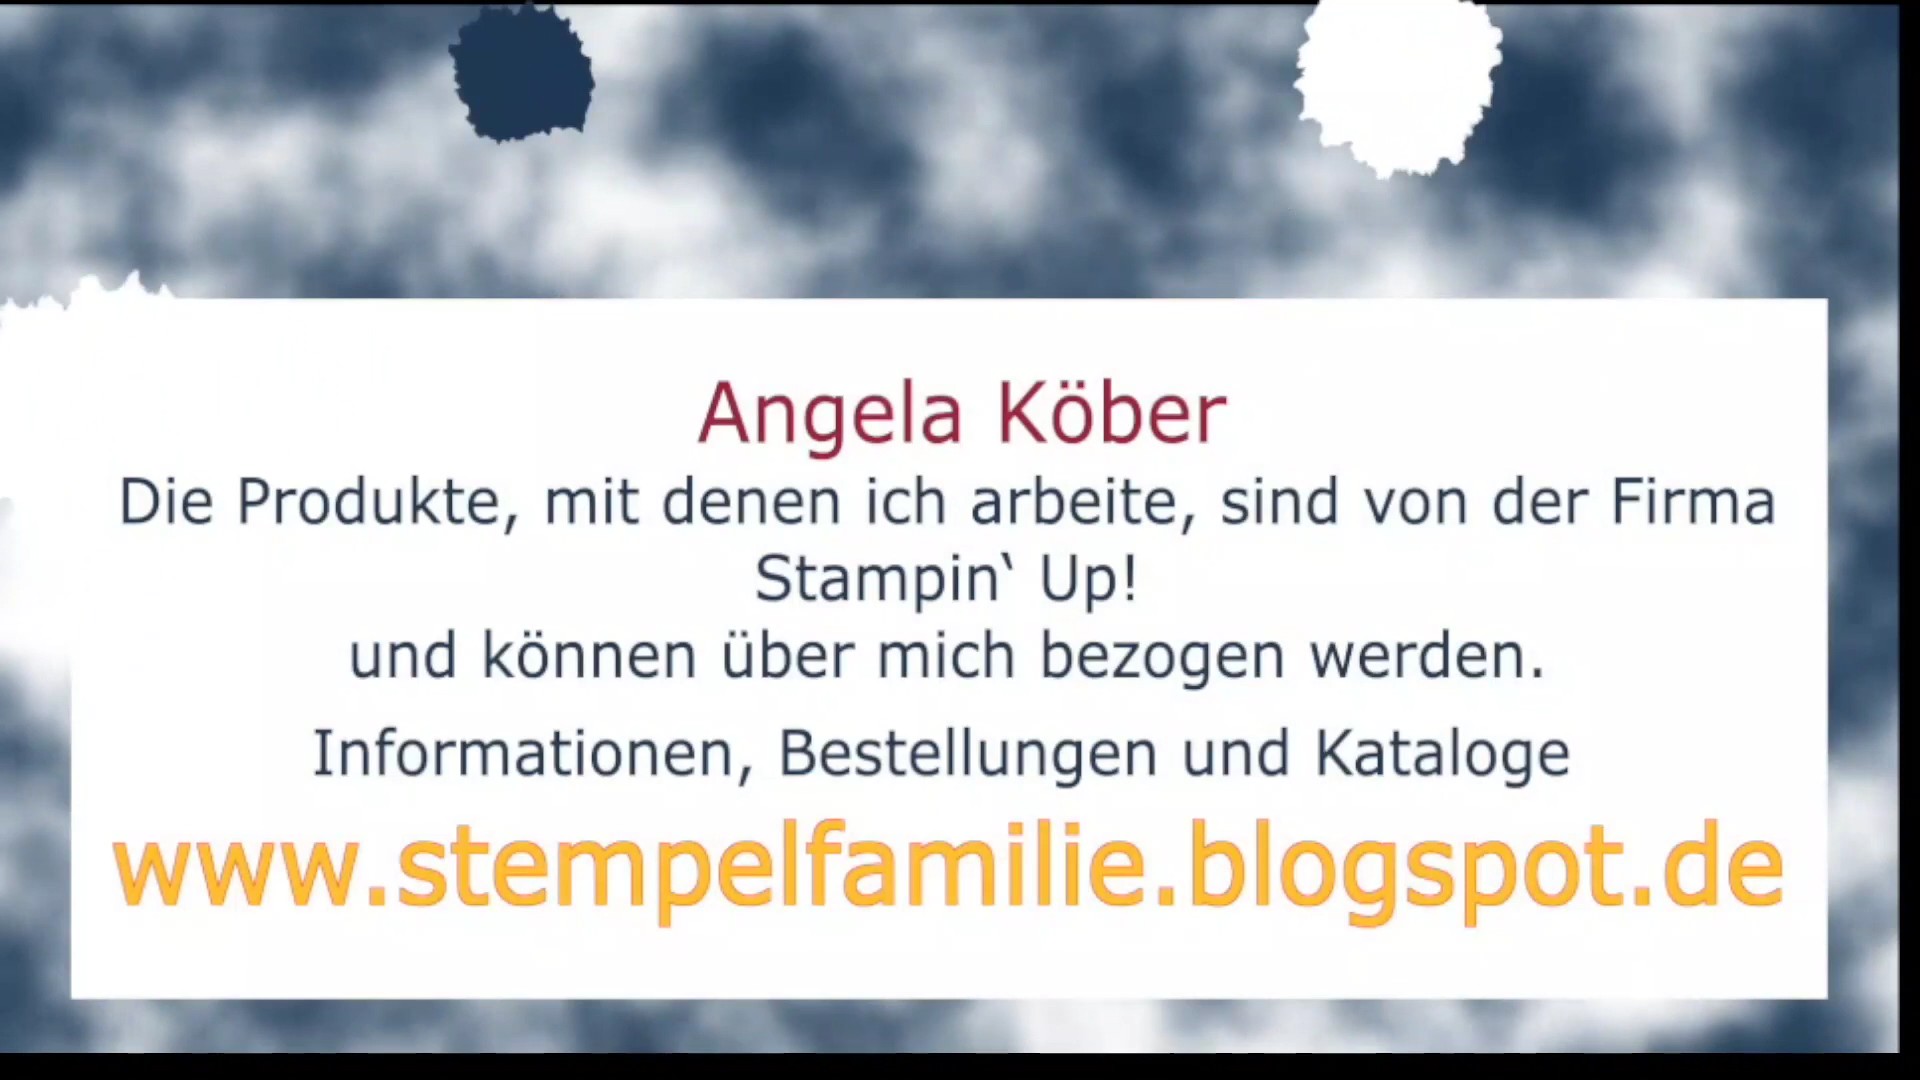 Angela Köber
Die Produkte, mit denen ich arbeite, sind von der Firma
Stampin‘ Up!
und können über mich bezogen werden.
Informationen, Bestellungen und Kataloge
www.stempelfamilie.blogspot.de